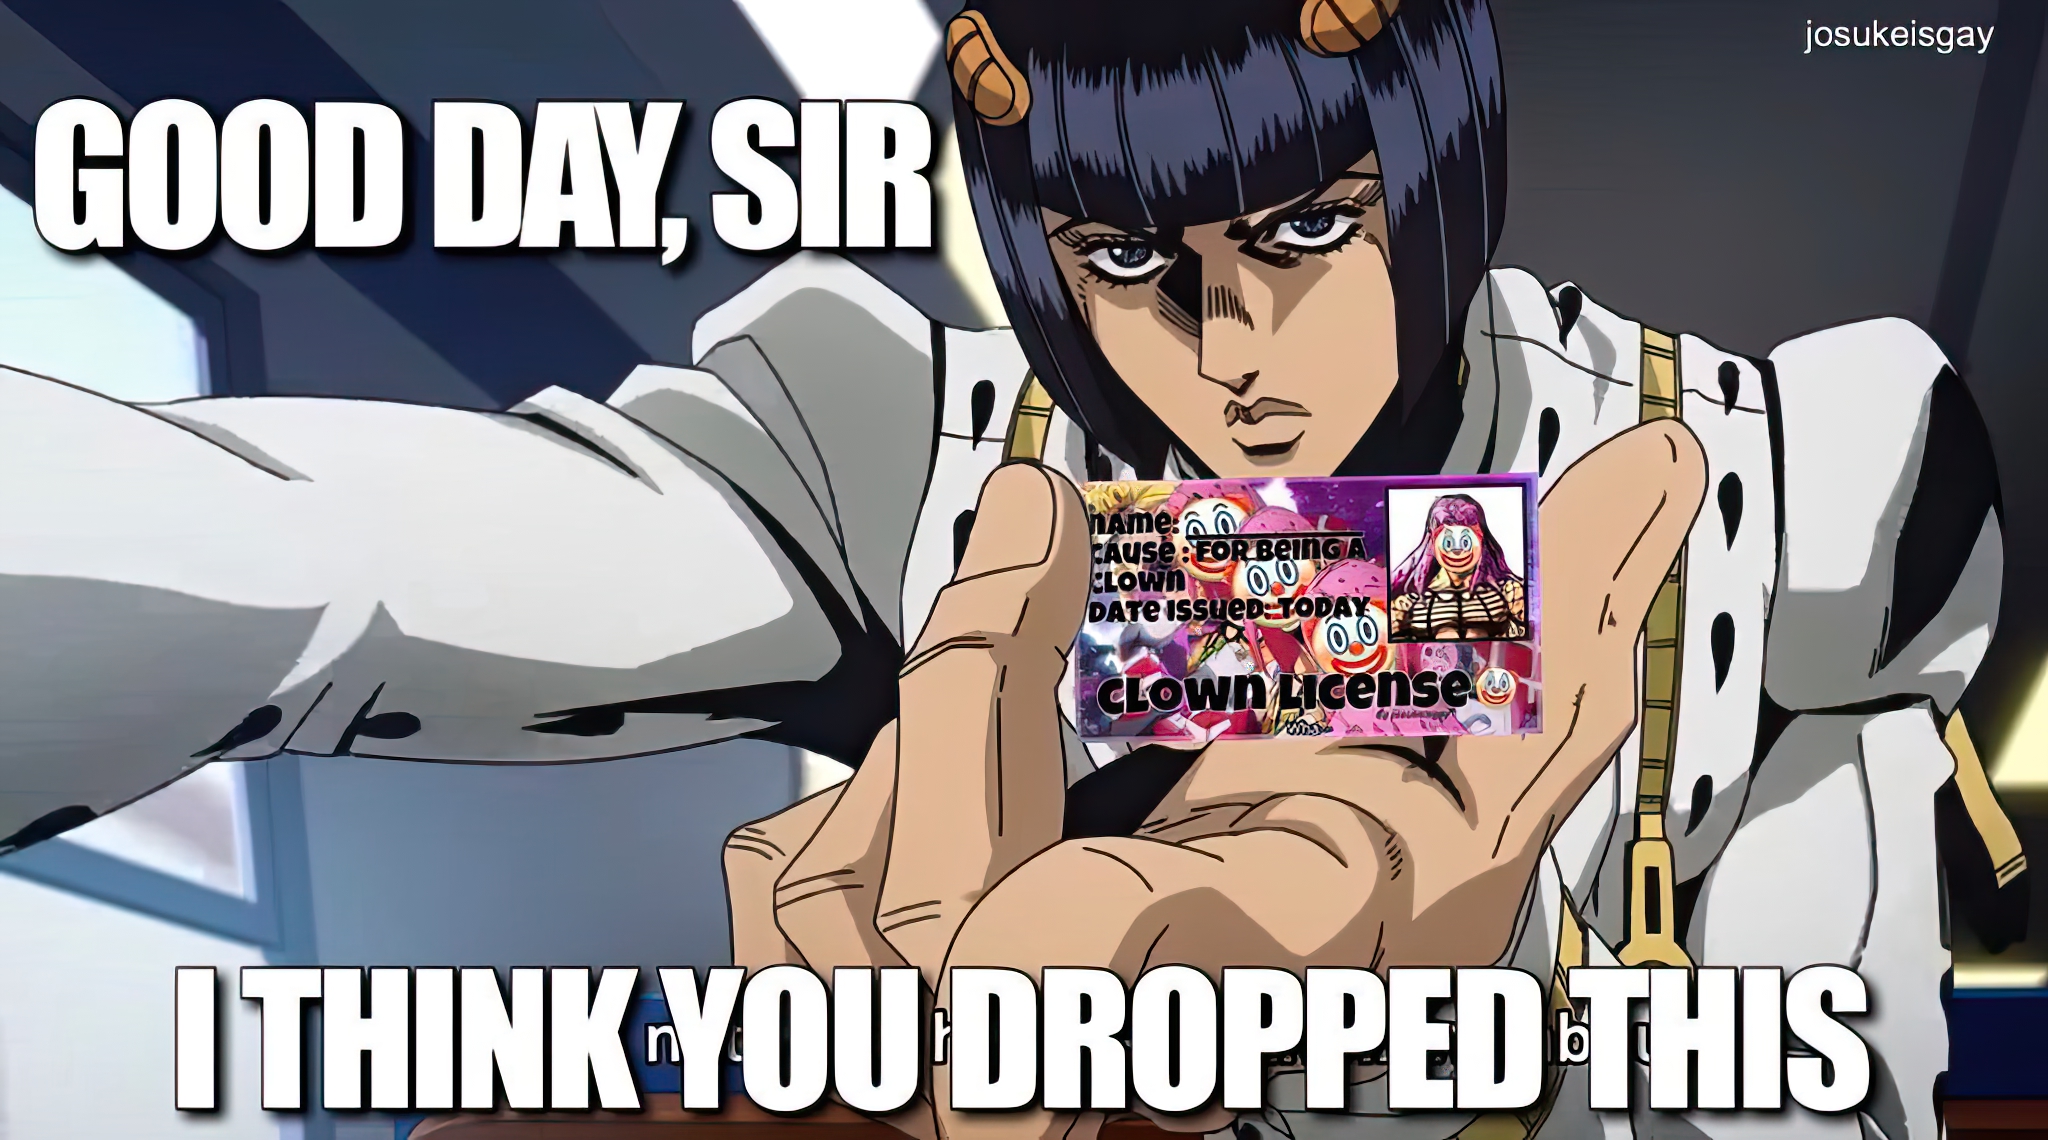 josukeisgay
GOOD DAY, SIR
NAME:
CAUSE : FOR BEING A
CLOWN
DATE ISSUED: TODAY
CLOWN LICENSE
I THINK YOU DROPPED THIS